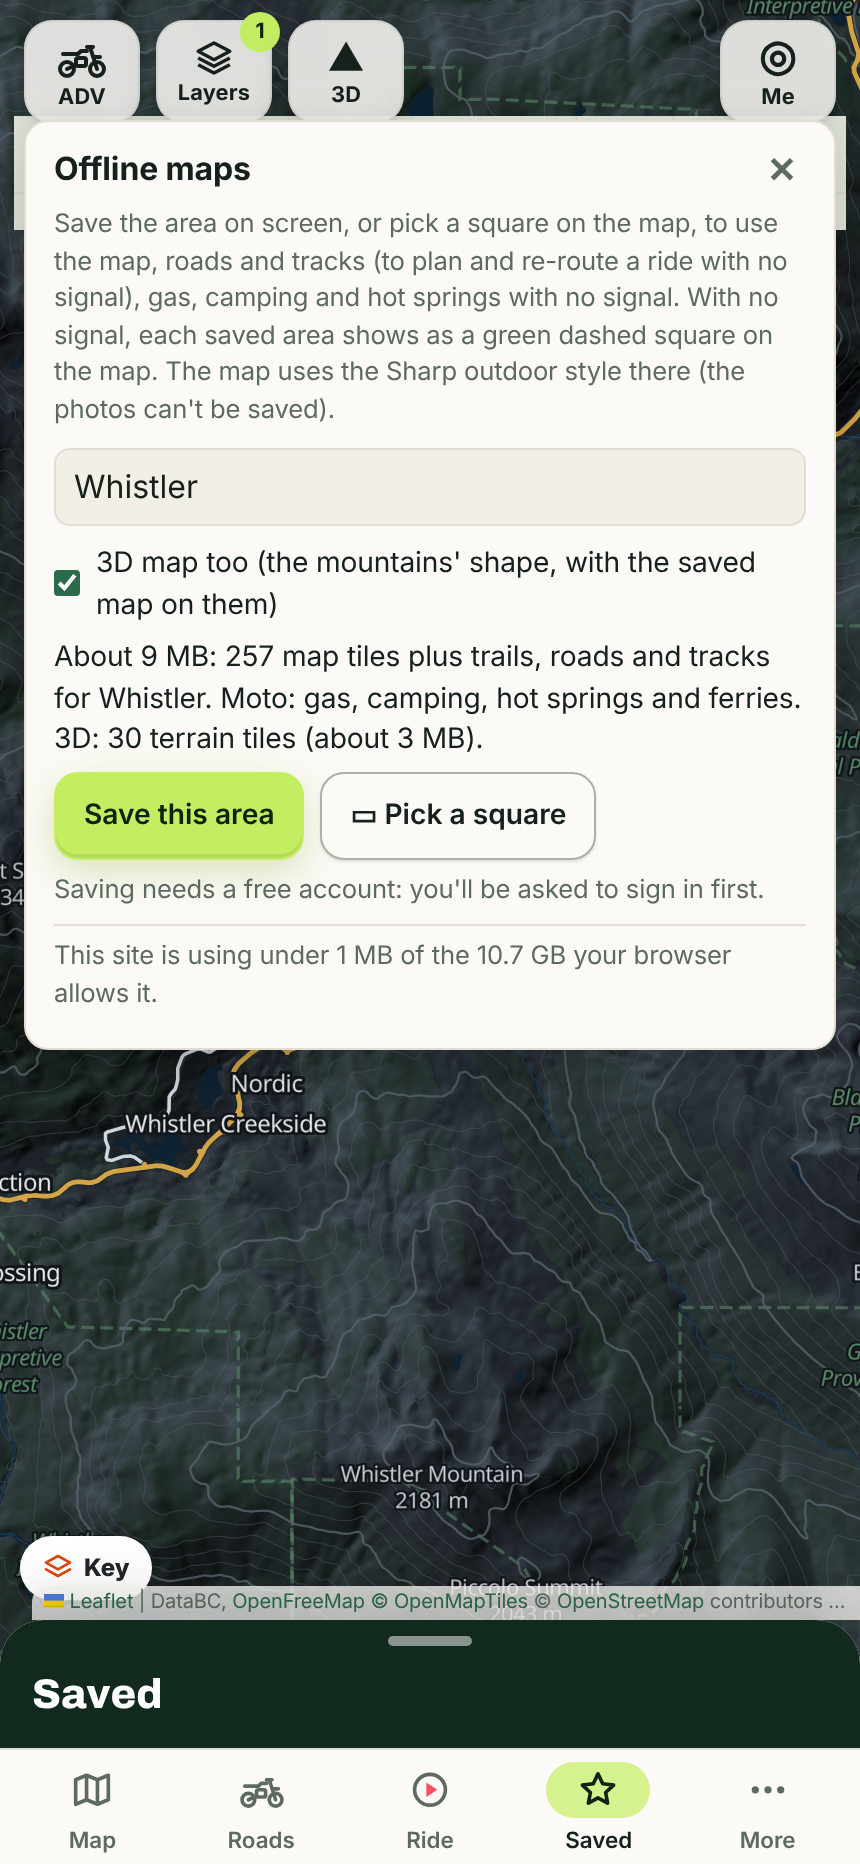 Interpretive
1
ADV
Layers
3D
Me
Offline maps
Save the area on screen, or pick a square on the map, to use
the map, roads and tracks (to plan and re-route a ride with no
signal), gas, camping and hot springs with no signal. With no
signal, each saved area shows as a green dashed square on
the map. The map uses the Sharp outdoor style there (the
photos can't be saved).
Whistler
3D map too (the mountains' shape, with the saved
map on them)
About 9 MB: 257 map tiles plus trails, roads and tracks
for Whistler. Moto: gas, camping, hot springs and ferries.
3D: 30 terrain tiles (about 3 MB).
Save this area
Pick a square
Saving needs a free account: you'll be asked to sign in first.
This site is using under 1 MB of the 10.7 GB your browser
allows it.
Nordic
Whistler Creekside
Whistler Mountain
2181 m
Piccolo Summit
2043 m
Key
Leaflet | DataBC, OpenFreeMap © OpenMapTiles © OpenStreetMap contributors ...
Saved
Map
Roads
Ride
Saved
More